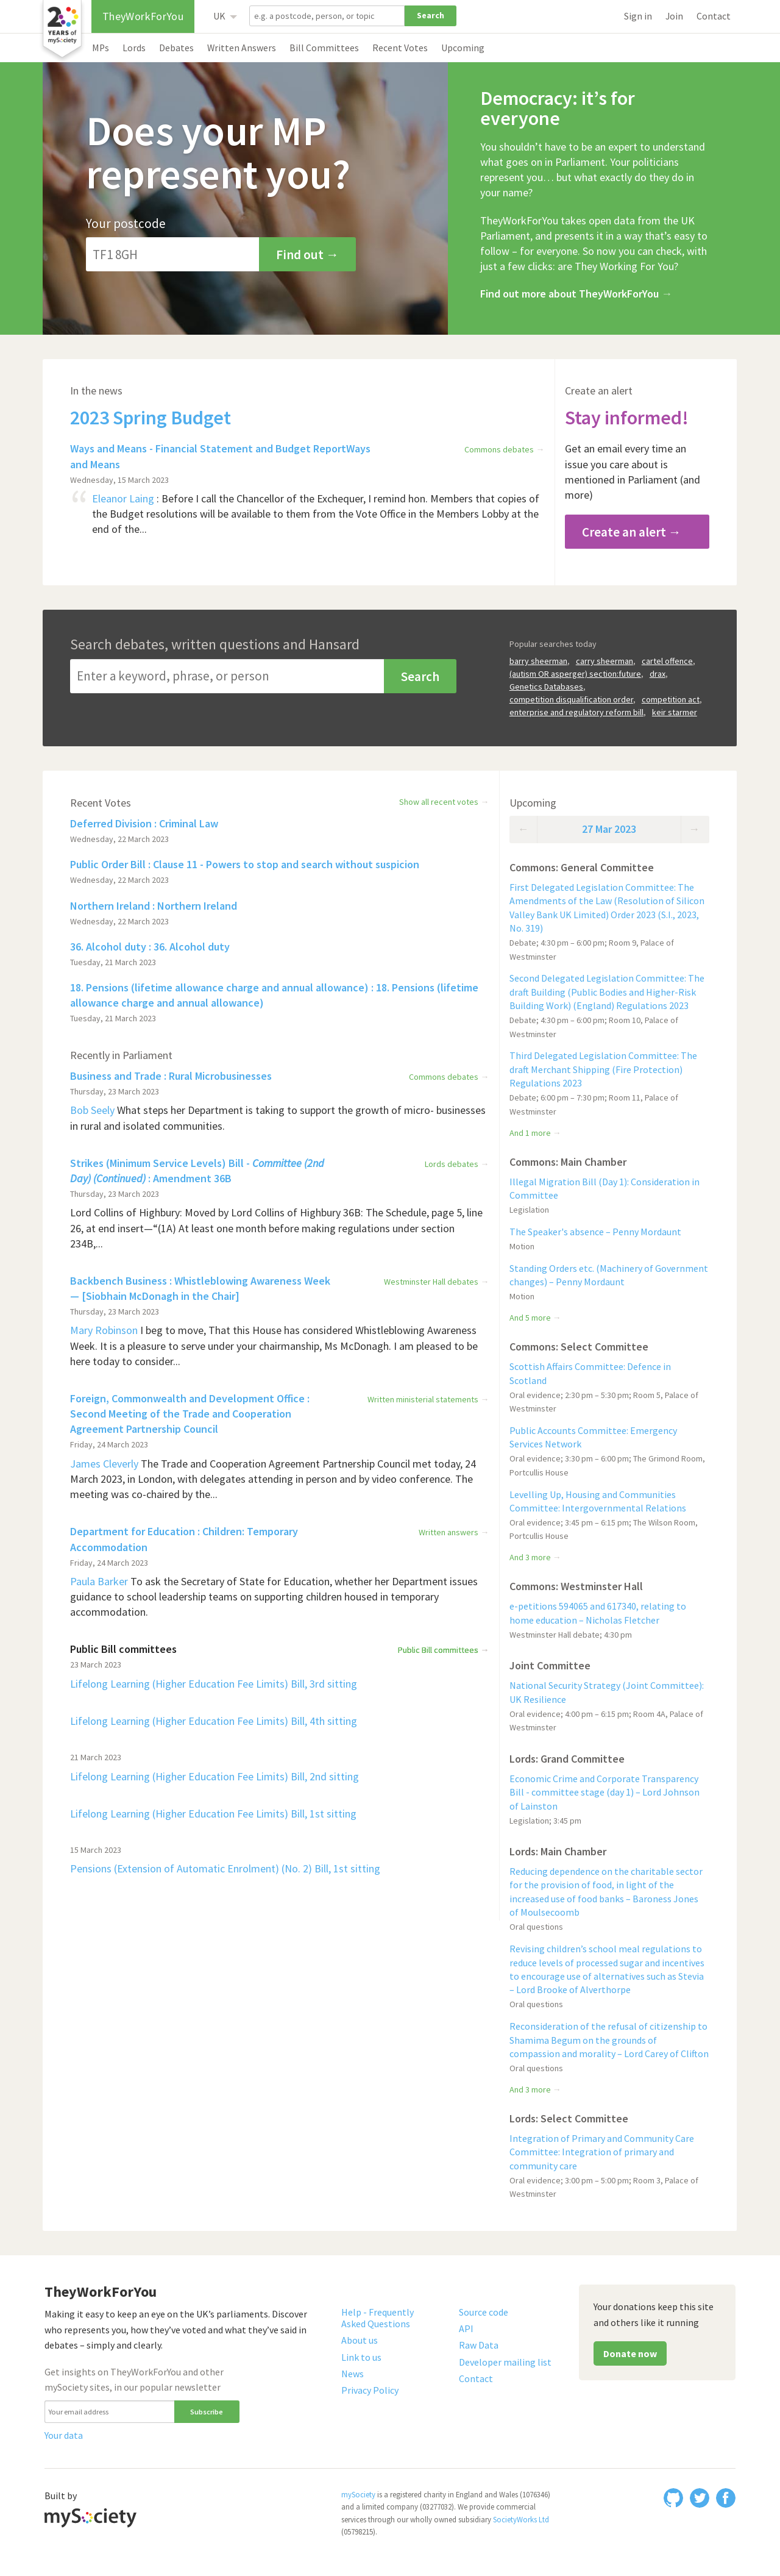 20
YEARS of
mySociety
TheyWorkForYou
UK
e.g. a postcode, person, or topic
Search
Sign in
Join
Contact
MPs
Lords
Debates
Written Answers
Bill Committees
Recent Votes
Upcoming
Does your MP
represent you?
Your postcode
TF1 8GH
Find out →
Democracy: it’s for
everyone
You shouldn’t have to be an expert to understand
what goes on in Parliament. Your politicians
represent you… but what exactly do they do in
your name?
TheyWorkForYou takes open data from the UK
Parliament, and presents it in a way that’s easy to
follow – for everyone. So now you can check, with
just a few clicks: are They Working For You?
Find out more about TheyWorkForYou →
In the news
2023 Spring Budget
Ways and Means - Financial Statement and Budget ReportWays
and Means
Commons debates →
Wednesday, 15 March 2023
“ Eleanor Laing : Before I call the Chancellor of the Exchequer, I remind hon. Members that copies of
the Budget resolutions will be available to them from the Vote Office in the Members Lobby at the
end of the...
Create an alert
Stay informed!
Get an email every time an
issue you care about is
mentioned in Parliament (and
more)
Create an alert →
Search debates, written questions and Hansard
Enter a keyword, phrase, or person
Search
Popular searches today
barry sheerman, carry sheerman, cartel offence,
(autism OR asperger) section:future, drax,
Genetics Databases,
competition disqualification order, competition act,
enterprise and regulatory reform bill, keir starmer
Recent Votes
Show all recent votes →
Deferred Division : Criminal Law
Wednesday, 22 March 2023
Public Order Bill : Clause 11 - Powers to stop and search without suspicion
Wednesday, 22 March 2023
Northern Ireland : Northern Ireland
Wednesday, 22 March 2023
36. Alcohol duty : 36. Alcohol duty
Tuesday, 21 March 2023
18. Pensions (lifetime allowance charge and annual allowance) : 18. Pensions (lifetime
allowance charge and annual allowance)
Tuesday, 21 March 2023
Recently in Parliament
Business and Trade : Rural Microbusinesses
Commons debates →
Thursday, 23 March 2023
Bob Seely What steps her Department is taking to support the growth of micro- businesses
in rural and isolated communities.
Strikes (Minimum Service Levels) Bill - Committee (2nd
Day) (Continued) : Amendment 36B
Lords debates →
Thursday, 23 March 2023
Lord Collins of Highbury: Moved by Lord Collins of Highbury 36B: The Schedule, page 5, line
26, at end insert—“(1A) At least one month before making regulations under section
234B,...
Backbench Business : Whistleblowing Awareness Week
— [Siobhain McDonagh in the Chair]
Westminster Hall debates →
Thursday, 23 March 2023
Mary Robinson I beg to move, That this House has considered Whistleblowing Awareness
Week. It is a pleasure to serve under your chairmanship, Ms McDonagh. I am pleased to be
here today to consider...
Foreign, Commonwealth and Development Office :
Second Meeting of the Trade and Cooperation
Agreement Partnership Council
Written ministerial statements →
Friday, 24 March 2023
James Cleverly The Trade and Cooperation Agreement Partnership Council met today, 24
March 2023, in London, with delegates attending in person and by video conference. The
meeting was co-chaired by the...
Department for Education : Children: Temporary
Accommodation
Written answers →
Friday, 24 March 2023
Paula Barker To ask the Secretary of State for Education, whether her Department issues
guidance to school leadership teams on supporting children housed in temporary
accommodation.
Public Bill committees
Public Bill committees →
23 March 2023
Lifelong Learning (Higher Education Fee Limits) Bill, 3rd sitting
Lifelong Learning (Higher Education Fee Limits) Bill, 4th sitting
21 March 2023
Lifelong Learning (Higher Education Fee Limits) Bill, 2nd sitting
Lifelong Learning (Higher Education Fee Limits) Bill, 1st sitting
15 March 2023
Pensions (Extension of Automatic Enrolment) (No. 2) Bill, 1st sitting
Upcoming
← 27 Mar 2023 →
Commons: General Committee
First Delegated Legislation Committee: The
Amendments of the Law (Resolution of Silicon
Valley Bank UK Limited) Order 2023 (S.I., 2023,
No. 319)
Debate; 4:30 pm – 6:00 pm; Room 9, Palace of
Westminster
Second Delegated Legislation Committee: The
draft Building (Public Bodies and Higher-Risk
Building Work) (England) Regulations 2023
Debate; 4:30 pm – 6:00 pm; Room 10, Palace of
Westminster
Third Delegated Legislation Committee: The
draft Merchant Shipping (Fire Protection)
Regulations 2023
Debate; 6:00 pm – 7:30 pm; Room 11, Palace of
Westminster
And 1 more →
Commons: Main Chamber
Illegal Migration Bill (Day 1): Consideration in
Committee
Legislation
The Speaker's absence – Penny Mordaunt
Motion
Standing Orders etc. (Machinery of Government
changes) – Penny Mordaunt
Motion
And 5 more →
Commons: Select Committee
Scottish Affairs Committee: Defence in
Scotland
Oral evidence; 2:30 pm – 5:30 pm; Room 5, Palace of
Westminster
Public Accounts Committee: Emergency
Services Network
Oral evidence; 3:30 pm – 6:00 pm; The Grimond Room,
Portcullis House
Levelling Up, Housing and Communities
Committee: Intergovernmental Relations
Oral evidence; 3:45 pm – 6:15 pm; The Wilson Room,
Portcullis House
And 3 more →
Commons: Westminster Hall
e-petitions 594065 and 617340, relating to
home education – Nicholas Fletcher
Westminster Hall debate; 4:30 pm
Joint Committee
National Security Strategy (Joint Committee):
UK Resilience
Oral evidence; 4:00 pm – 6:15 pm; Room 4A, Palace of
Westminster
Lords: Grand Committee
Economic Crime and Corporate Transparency
Bill - committee stage (day 1) – Lord Johnson
of Lainston
Legislation; 3:45 pm
Lords: Main Chamber
Reducing dependence on the charitable sector
for the provision of food, in light of the
increased use of food banks – Baroness Jones
of Moulsecoomb
Oral questions
Revising children’s school meal regulations to
reduce levels of processed sugar and incentives
to encourage use of alternatives such as Stevia
– Lord Brooke of Alverthorpe
Oral questions
Reconsideration of the refusal of citizenship to
Shamima Begum on the grounds of
compassion and morality – Lord Carey of Clifton
Oral questions
And 3 more →
Lords: Select Committee
Integration of Primary and Community Care
Committee: Integration of primary and
community care
Oral evidence; 3:00 pm – 5:00 pm; Room 3, Palace of
Westminster
TheyWorkForYou
Making it easy to keep an eye on the UK’s parliaments. Discover
who represents you, how they’ve voted and what they’ve said in
debates – simply and clearly.
Get insights on TheyWorkForYou and other
mySociety sites, in our popular newsletter
Your email address
Subscribe
Your data
Help - Frequently
Asked Questions
About us
Link to us
News
Privacy Policy
Source code
API
Raw Data
Developer mailing list
Contact
Your donations keep this site
and others like it running
Donate now
Built by
mySociety
mySociety is a registered charity in England and Wales (1076346)
and a limited company (03277032). We provide commercial
services through our wholly owned subsidiary SocietyWorks Ltd
(05798215).